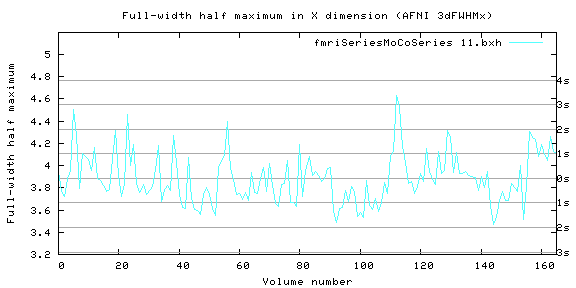 Full-width half maximum in X dimension (AFNI 3dFWHMx)
fmriSeriesMoCoSeries 11.bxh
Full-width half maximum
5
4.8
4.6
4.4
4.2
4
3.8
3.6
3.4
3.2
4s
3s
2s
1s
0s
1s
2s
3s
0 20 40 60 80 100 120 140 160
Volume number